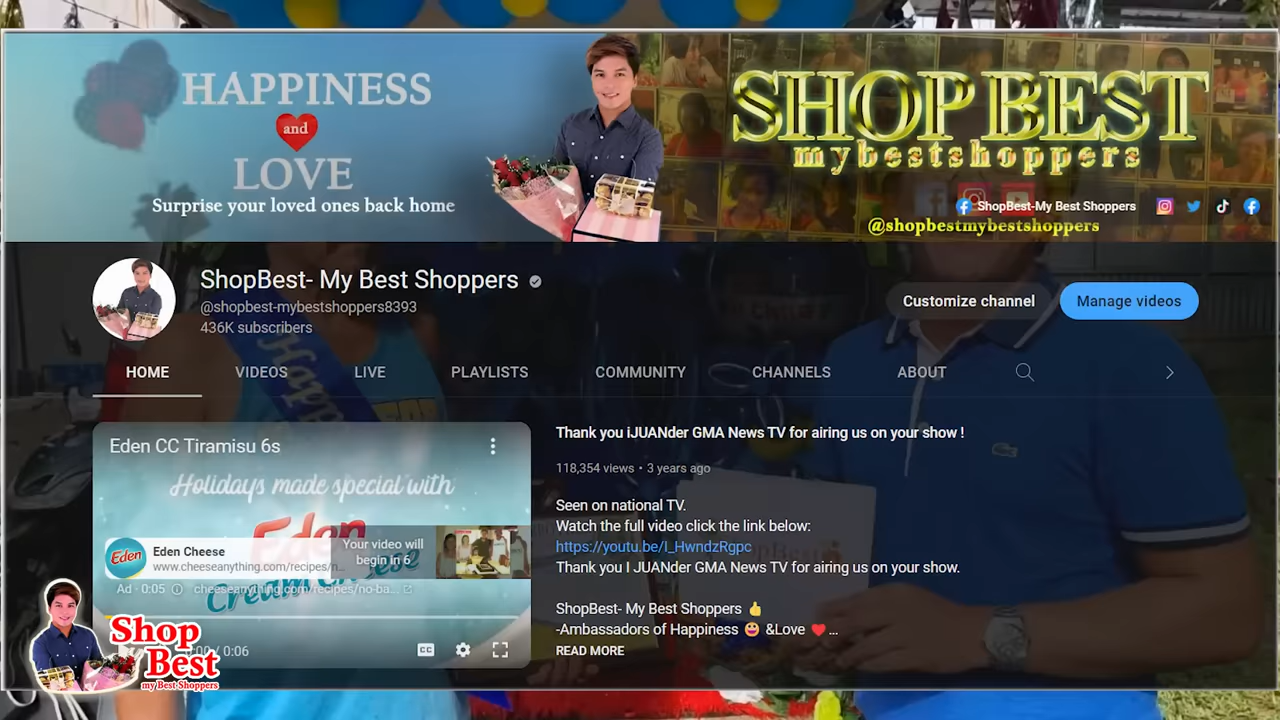 HAPPINESS
and
LOVE
Surprise your loved ones back home
SHOP BEST
mybestshoppers
ShopBest-My Best Shoppers
@shopbestmybestshoppers
ShopBest- My Best Shoppers
@shopbest-mybestshoppers8393
436K subscribers
Customize channel
Manage videos
HOME VIDEOS LIVE PLAYLISTS COMMUNITY CHANNELS ABOUT
Happy
Eden CC Tiramisu 6s
Holidays made special with
Eden
Cream Cheese
Eden
Eden Cheese
www.cheeseanything.com/recipes/n...
Your video will
begin in 6
Ad · 0:05
cheeseanything.com/recipes/no-ba...
/ 0:06
CC
Thank you iJUANder GMA News TV for airing us on your show !
118,354 views • 3 years ago
Seen on national TV.
Watch the full video click the link below:
https://youtu.be/I_HwndzRgpc
Thank you I JUANder GMA News TV for airing us on your show.
ShopBest- My Best Shoppers 👍
-Ambassadors of Happiness 😀 &Love ❤️...
READ MORE
Shop
Best
my Best Shoppers